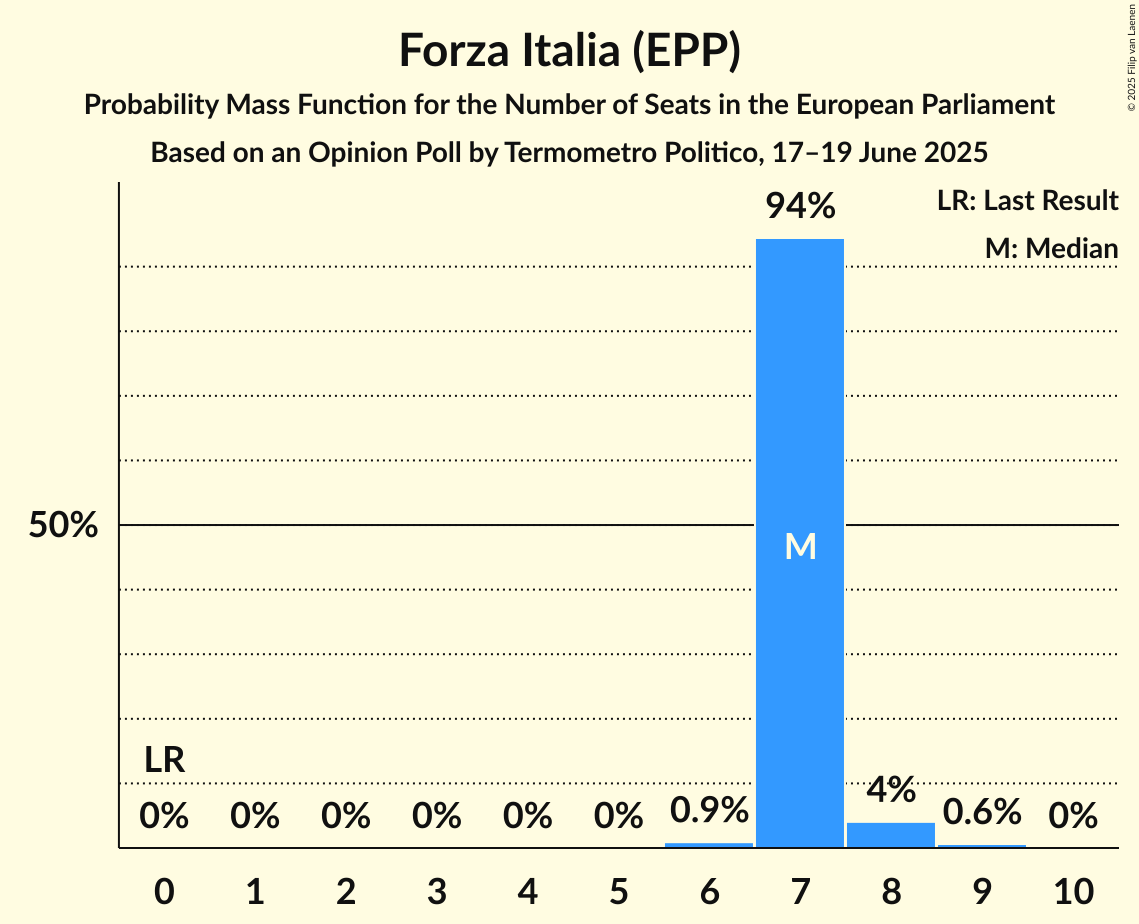 Forza Italia (EPP)
Probability Mass Function for the Number of Seats in the European Parliament
Based on an Opinion Poll by Termometro Politico, 17–19 June 2025
© 2025 Filip van Laenen
LR: Last Result
M: Median
94%
50%
M
LR
0% 0% 0% 0% 0% 0% 0.9% 4% 0.6% 0%
0 1 2 3 4 5 6 7 8 9 10